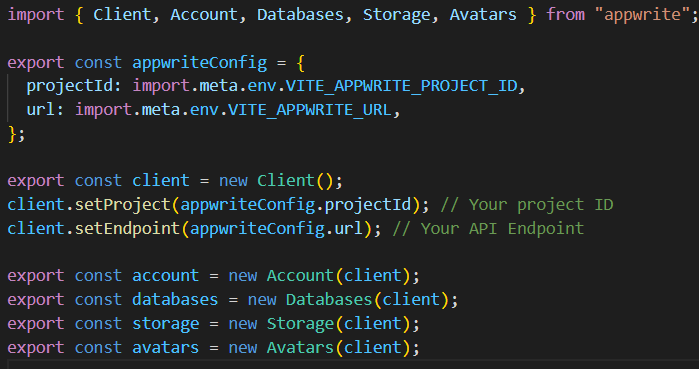 import { Client, Account, Databases, Storage, Avatars } from "appwrite";
export const appwriteConfig = {
projectId: import.meta.env.VITE_APPWRITE_PROJECT_ID,
url: import.meta.env.VITE_APPWRITE_URL,
};
export const client = new Client();
client.setProject(appwriteConfig.projectId); // Your project ID
client.setEndpoint(appwriteConfig.url); // Your API Endpoint
export const account = new Account(client);
export const databases = new Databases(client);
export const storage = new Storage(client);
export const avatars = new Avatars(client);